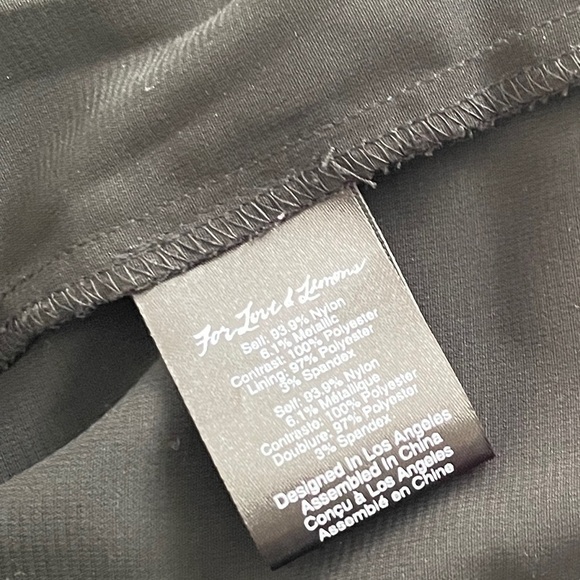 For Love & Lemons
Self: 93.9% Nylon
6.1% Metallic
Contrast: 100% Polyester
Lining: 97% Polyester
3% Spandex
Self: 93.9% Nylon
6.1% Métallique
Contraste: 100% Polyester
Doublure: 97% Polyester
3% Spandex
Designed in Los Angeles
Assembled in China
Conçu à Los Angeles
Assemblé en Chine